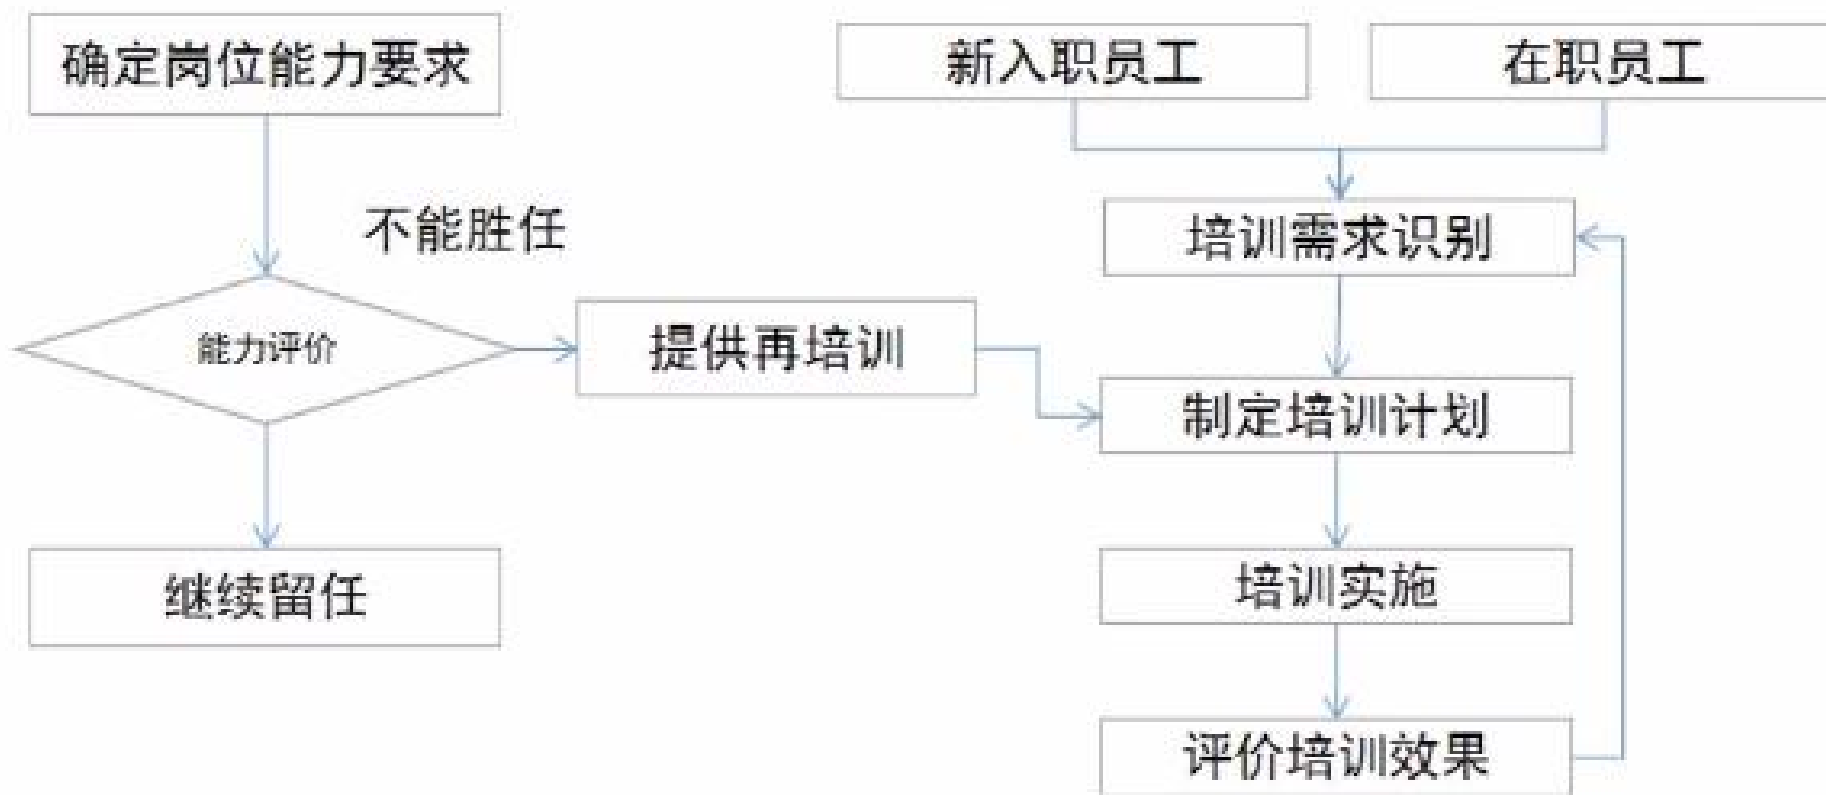 确定岗位能力要求
新入职员工
在职员工
不能胜任
培训需求识别
能力评价
提供再培训
制定培训计划
继续留任
培训实施
评价培训效果